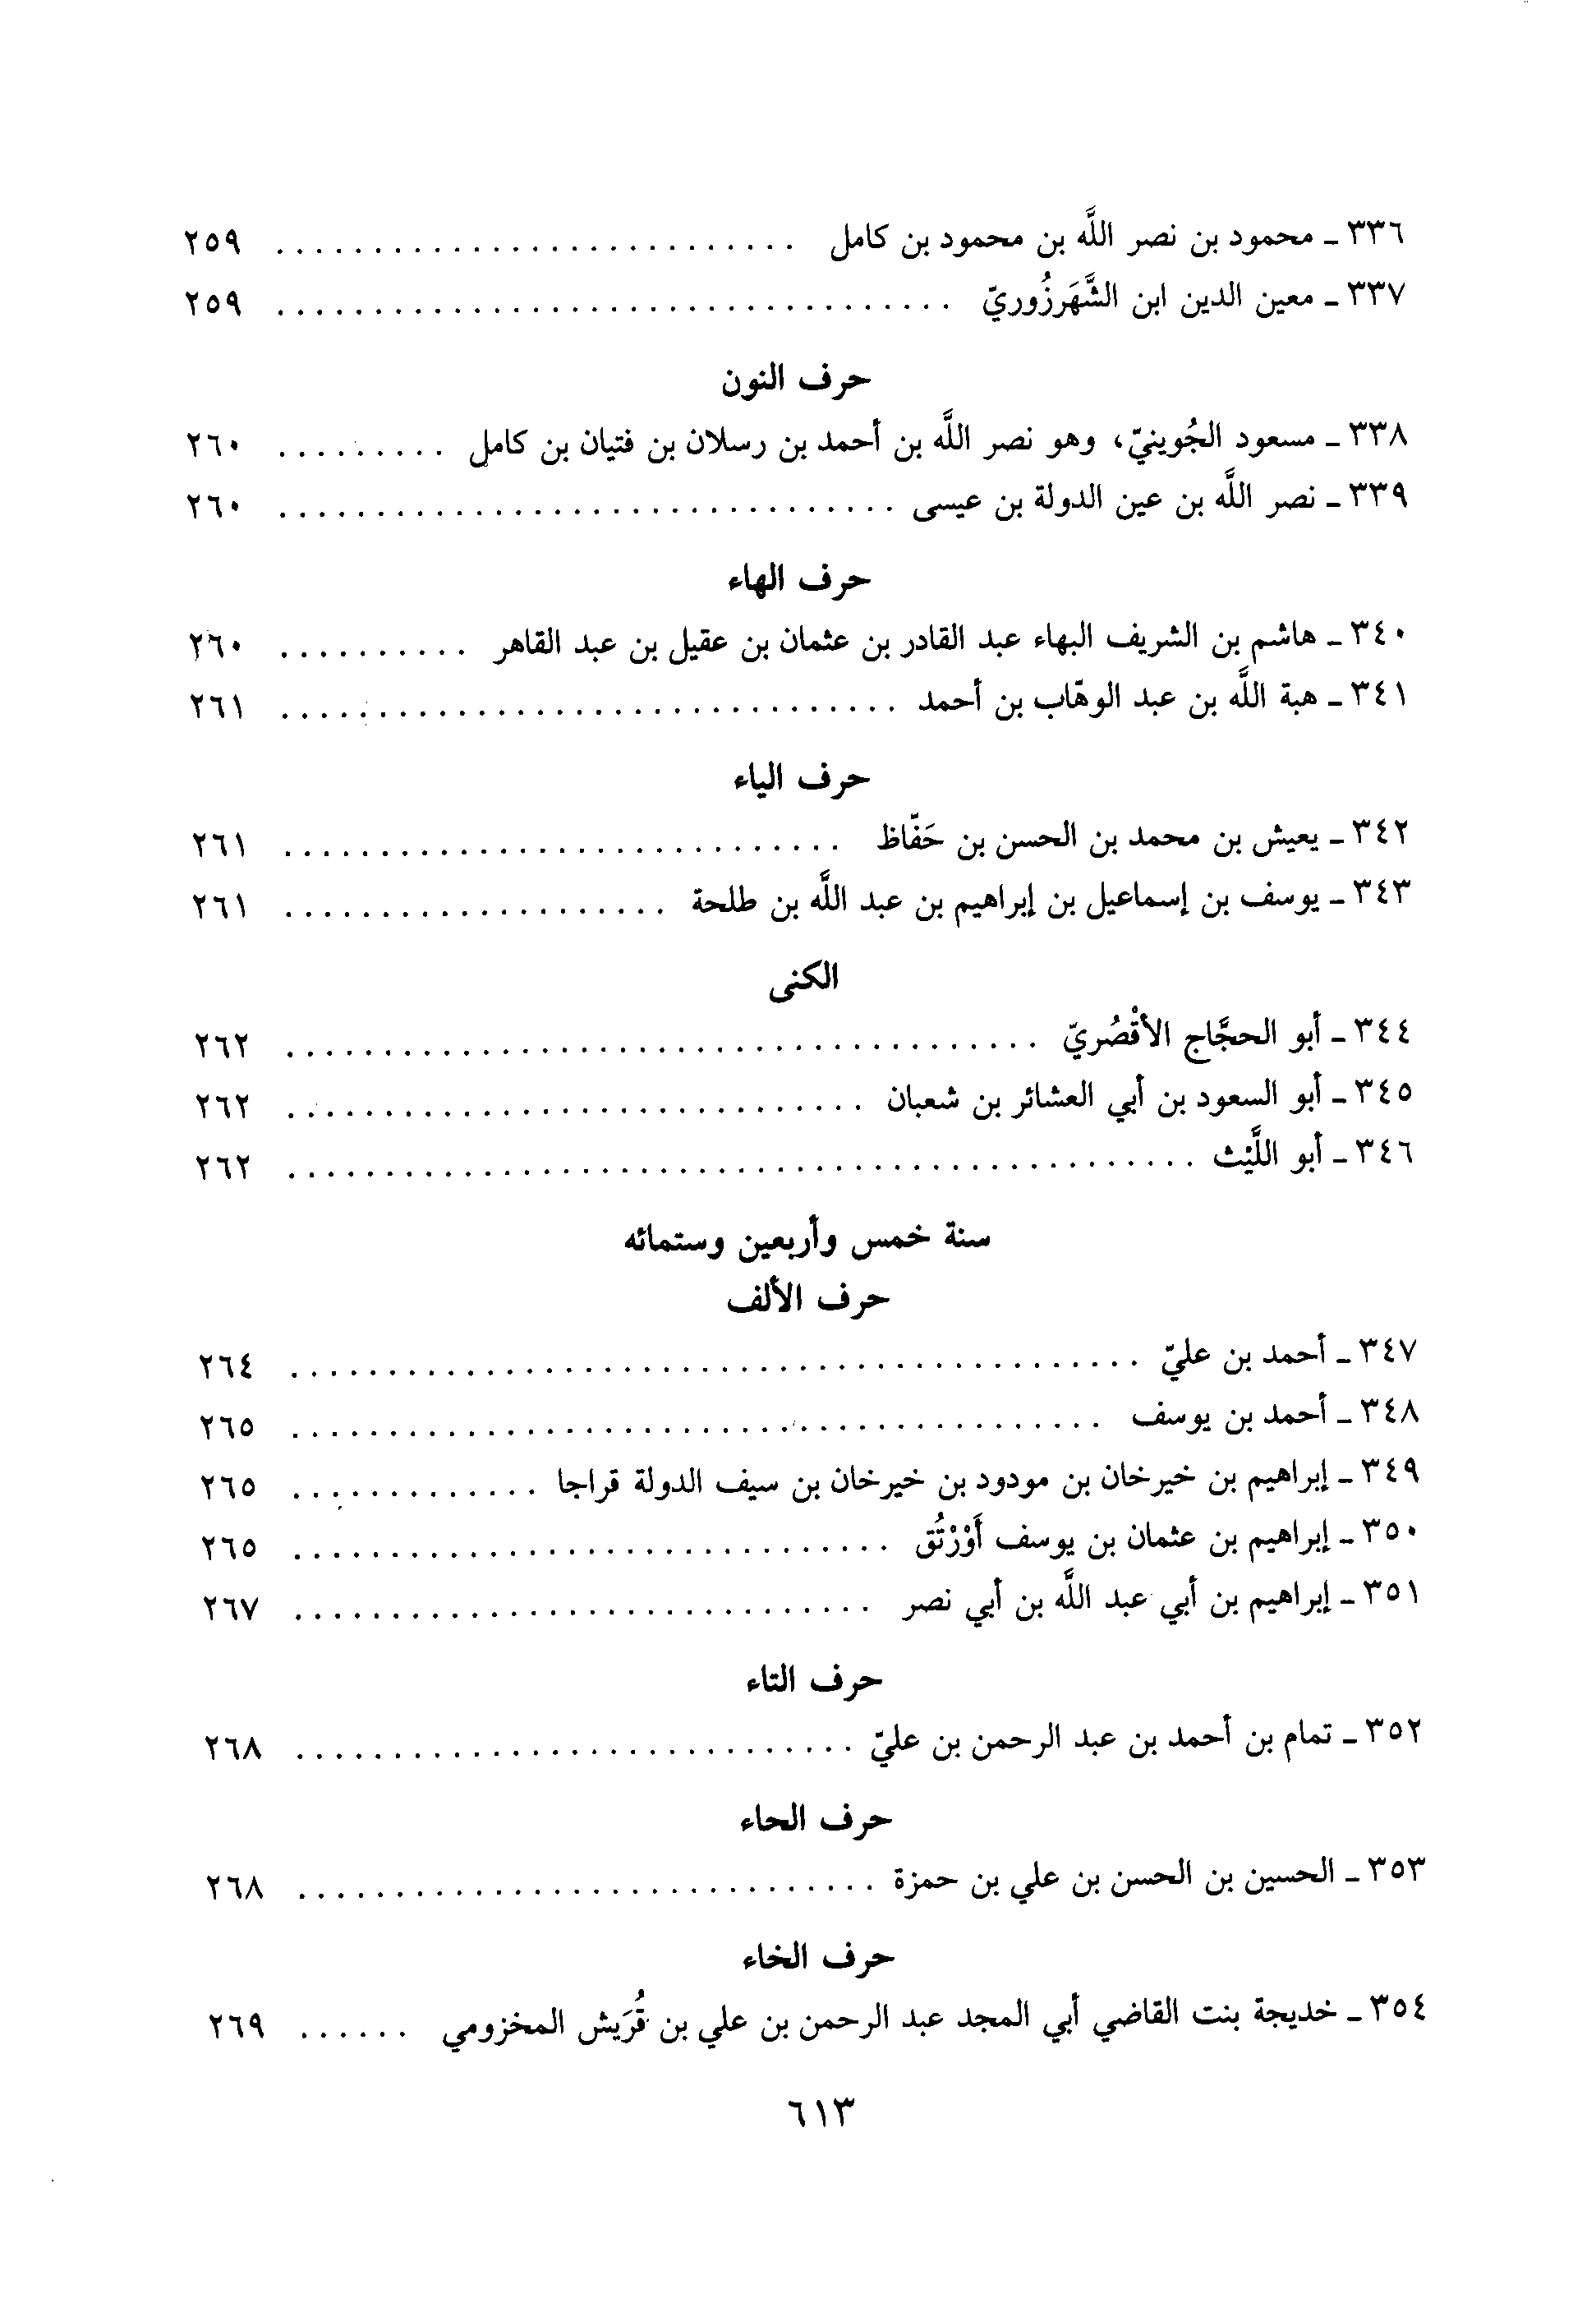 ٣٣٦ ـ محمود بن نصر اللَّه بن محمود بن كامل . . . . . . . . . . . . . . . . . . . . . . . . . . . ٢٥٩
٣٣٧ ـ معين الدين ابن الشَّهَرزُوريّ . . . . . . . . . . . . . . . . . . . . . . . . . . . . . . . . . . . ٢٥٩
حرف النون
٣٣٨ ـ مسعود الجُوينيّ، وهو نصر اللَّه بن أحمد بن رسلان بن فتيان بن كامل . . . . . . . . . ٢٦٠
٣٣٩ ـ نصر اللَّه بن عين الدولة بن عيسى . . . . . . . . . . . . . . . . . . . . . . . . . . . . . . . . ٢٦٠
حرف الهاء
٣٤٠ ـ هاشم بن الشريف البهاء عبد القادر بن عثمان بن عقيل بن عبد القاهر . . . . . . . . . . ٢٦٠
٣٤١ ـ هبة اللَّه بن عبد الوهّاب بن أحمد . . . . . . . . . . . . . . . . . . . . . . . . . . . . . . . . ٢٦١
حرف الياء
٣٤٢ ـ يعيش بن محمد بن الحسن بن حَفّاظ . . . . . . . . . . . . . . . . . . . . . . . . . . . . . ٢٦١
٣٤٣ ـ يوسف بن إسماعيل بن إبراهيم بن عبد اللَّه بن طلحة . . . . . . . . . . . . . . . . . . . . ٢٦١
الكنى
٣٤٤ ـ أبو الحجَّاج الأقْصُريّ . . . . . . . . . . . . . . . . . . . . . . . . . . . . . . . . . . . . . . . ٢٦٢
٣٤٥ ـ أبو السعود بن أبي العشائر بن شعبان . . . . . . . . . . . . . . . . . . . . . . . . . . . . . . ٢٦٢
٣٤٦ ـ أبو اللَّيْث . . . . . . . . . . . . . . . . . . . . . . . . . . . . . . . . . . . . . . . . . . . . . . . ٢٦٢
سنة خمس وأربعين وستمائه
حرف الألف
٣٤٧ ـ أحمد بن عليّ . . . . . . . . . . . . . . . . . . . . . . . . . . . . . . . . . . . . . . . . . . . . ٢٦٤
٣٤٨ ـ أحمد بن يوسف . . . . . . . . . . . . . . . . . . . . . . . . . . . . . . . . . . . . . . . . . . ٢٦٥
٣٤٩ ـ إبراهيم بن خيرخان بن مودود بن خيرخان بن سيف الدولة قراجا . . . . . . . . . . . . . ٢٦٥
٣٥٠ ـ إبراهيم بن عثمان بن يوسف أَوْرْتُق . . . . . . . . . . . . . . . . . . . . . . . . . . . . . . . ٢٦٥
٣٥١ ـ إبراهيم بن أبي عبد اللَّه بن أبي نصر . . . . . . . . . . . . . . . . . . . . . . . . . . . . . . ٢٦٧
حرف التاء
٣٥٢ ـ تمام بن أحمد بن عبد الرحمن بن عليّ . . . . . . . . . . . . . . . . . . . . . . . . . . . . . ٢٦٨
حرف الحاء
٣٥٣ ـ الحسين بن الحسن بن علي بن حمزة . . . . . . . . . . . . . . . . . . . . . . . . . . . . . . ٢٦٨
حرف الخاء
٣٥٤ ـ خديجة بنت القاضي أبي المجد عبد الرحمن بن علي بن قُرَيش المخزومي . . . . . . ٢٦٩
٦١٣